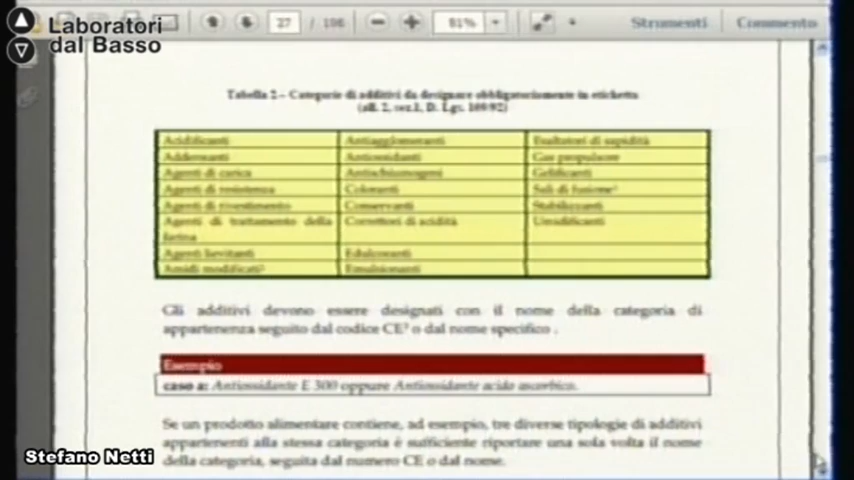 Laboratori
dal Basso
27 / 186
81%
Strumenti
Commento
Tabella 2 – Categorie di additivi da designare obbligatoriamente in etichetta
(all. 2, sez.1, D. Lgs. 109/92)
Acidificanti Antiagglomeranti Esaltatori di sapidità
Addensanti Antiossidanti Gas propulsore
Agenti di carica Antischiumogeni Gelificanti
Agenti di resistenza Coloranti Sali di fusione¹
Agenti di rivestimento Conservanti Stabilizzanti
Agenti di trattamento della Correttori di acidità Umidificanti
farina
Agenti lievitanti Edulcoranti
Amidi modificati² Emulsionanti
Gli additivi devono essere designati con il nome della categoria di
appartenenza seguito dal codice CE³ o dal nome specifico .
Esempio
caso a: Antiossidante E 300 oppure Antiossidante acido ascorbico.
Se un prodotto alimentare contiene, ad esempio, tre diverse tipologie di additivi
appartenenti alla stessa categoria è sufficiente riportare una sola volta il nome
della categoria, seguita dal numero CE o dal nome.
Stefano Netti